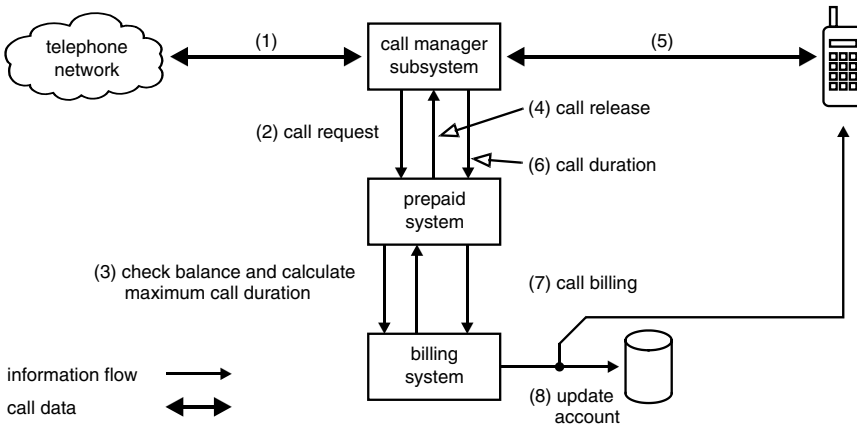 telephone
network
(1)
call manager
subsystem
(5)
(2) call request
(4) call release
(6) call duration
prepaid
system
(3) check balance and calculate
maximum call duration
(7) call billing
billing
system
(8) update
account
information flow
call data